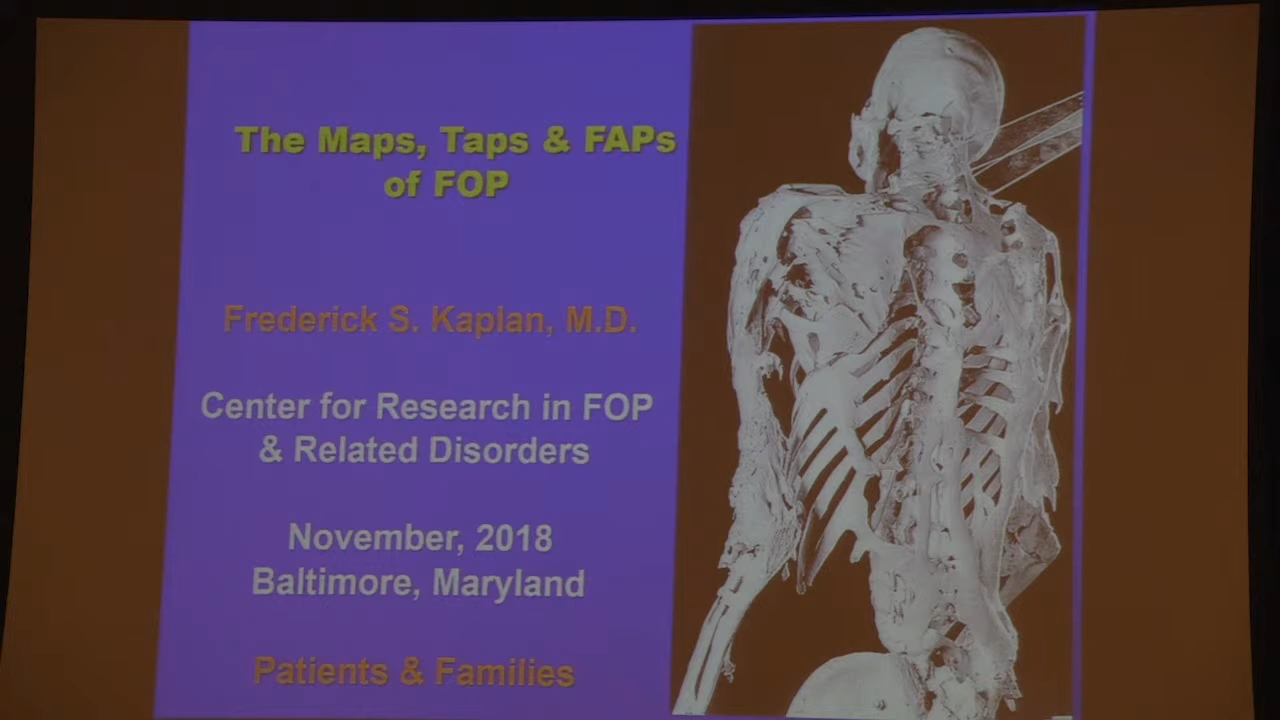 The Maps, Taps & FAPs
of FOP
Frederick S. Kaplan, M.D.
Center for Research in FOP
& Related Disorders
November, 2018
Baltimore, Maryland
Patients & Families